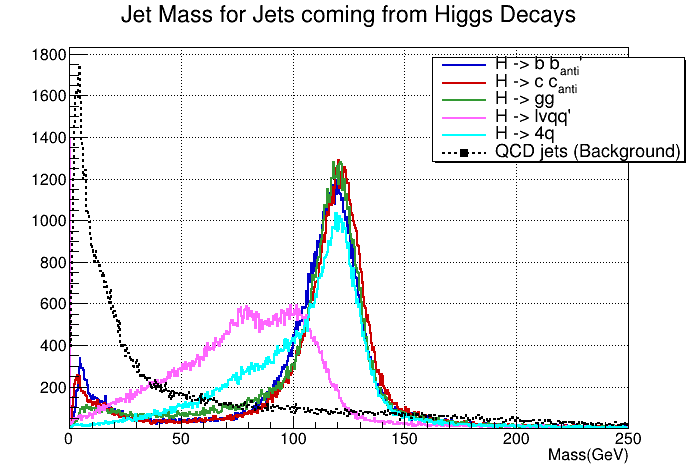 Jet Mass for Jets coming from Higgs Decays
1800
1600
1400
1200
1000
800
600
400
200
0
50
100
150
200
250
Mass(GeV)
H -> b b_anti'
H -> c c_anti
H -> gg
H -> lvqq'
H -> 4q
QCD jets (Background)